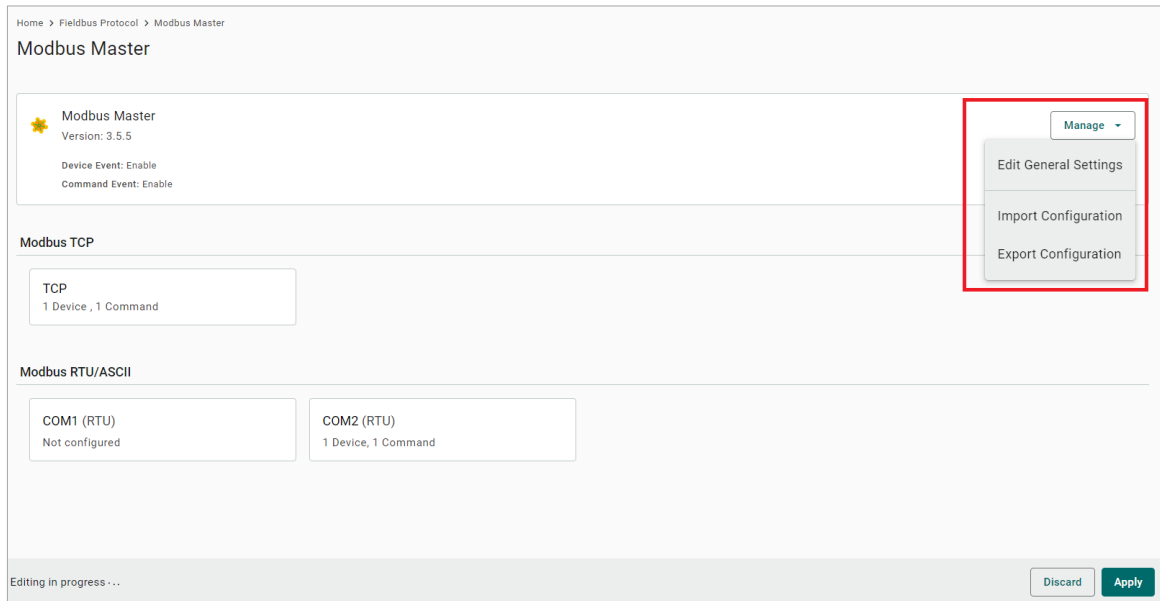 Home > Fieldbus Protocol > Modbus Master
Modbus Master
Modbus Master
Version: 3.5.5
Device Event: Enable
Command Event: Enable
Manage
Edit General Settings
Import Configuration
Export Configuration
Modbus TCP
TCP
1 Device , 1 Command
Modbus RTU/ASCII
COM1 (RTU)
Not configured
COM2 (RTU)
1 Device, 1 Command
Editing in progress ...
Discard
Apply